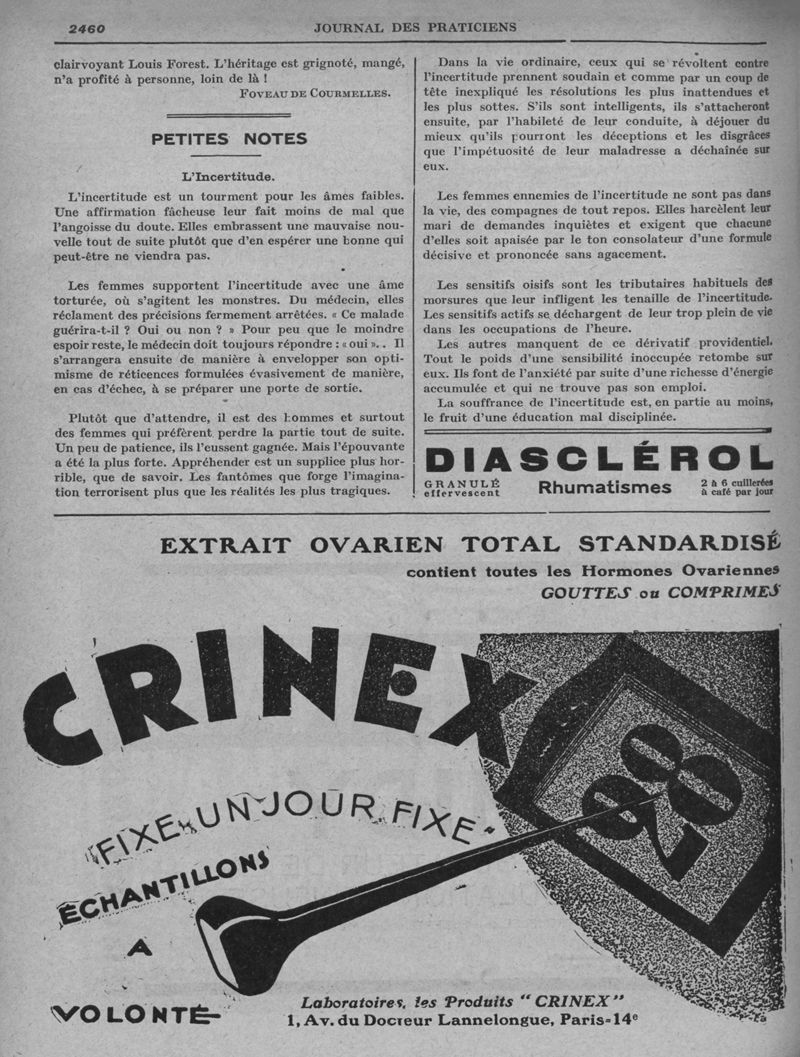 2460
JOURNAL DES PRATICIENS
clairvoyant Louis Forest. L'héritage est grignoté, mangé,
n'a profité à personne, loin de là !
FOVEAU DE COURMELLES.
PETITES NOTES
L'Incertitude.
L'incertitude est un tourment pour les âmes faibles.
Une affirmation fâcheuse leur fait moins de mal que
l'angoisse du doute. Elles embrassent une mauvaise nou-
velle tout de suite plutôt que d'en espérer une bonne qui
peut-être ne viendra pas.
Les femmes supportent l'incertitude avec une âme
torturée, où s'agitent les monstres. Du médecin, elles
réclament des précisions fermement arrêtées. « Ce malade
guérira-t-il ? Oui ou non ? » Pour peu que le moindre
espoir reste, le médecin doit toujours répondre : « oui ».. Il
s'arrangera ensuite de manière à envelopper son opti-
misme de réticences formulées évasivement de manière,
en cas d'échec, à se préparer une porte de sortie.
Plutôt que d'attendre, il est des hommes et surtout
des femmes qui préfèrent perdre la partie tout de suite.
Un peu de patience, ils l'eussent gagnée. Mais l'épouvante
a été la plus forte. Appréhender est un supplice plus hor-
rible, que de savoir. Les fantômes que forge l'imagina-
tion terrorisent plus que les réalités les plus tragiques.
Dans la vie ordinaire, ceux qui se révoltent contre
l'incertitude prennent soudain et comme par un coup de
tête inexpliqué les résolutions les plus inattendues et
les plus sottes. S'ils sont intelligents, ils s'attacheront
ensuite, par l'habileté de leur conduite, à déjouer du
mieux qu'ils pourront les déceptions et les disgrâces
que l'impétuosité de leur maladresse a déchaînée sur
eux.
Les femmes ennemies de l'incertitude ne sont pas dans
la vie, des compagnes de tout repos. Elles harcèlent leur
mari de demandes inquiètes et exigent que chacune
d'elles soit apaisée par le ton consolateur d'une formule
décisive et prononcée sans agacement.
Les sensitifs oisifs sont les tributaires habituels des
morsures que leur infligent les tenaille de l'incertitude.
Les sensitifs actifs se déchargent de leur trop plein de vie
dans les occupations de l'heure.
Les autres manquent de ce dérivatif providentiel.
Tout le poids d'une sensibilité inoccupée retombe sur
eux. Ils font de l'anxiété par suite d'une richesse d'énergie
accumulée et qui ne trouve pas son emploi.
La souffrance de l'incertitude est, en partie au moins,
le fruit d'une éducation mal disciplinée.
DIASCLÉROL
GRANULÉ
effervescent
Rhumatismes
2 à 6 cuillerées
à café par jour
EXTRAIT OVARIEN TOTAL STANDARDISÉ
contient toutes les Hormones Ovariennes
GOUTTES ou COMPRIMES
CRINEX
"FIXE" UN JOUR "FIXE"
ÉCHANTILLONS
A
VOLONTÉ
28
Laboratoires, les Produits "CRINEX"
1, Av. du Docteur Lannelongue, Paris-14e